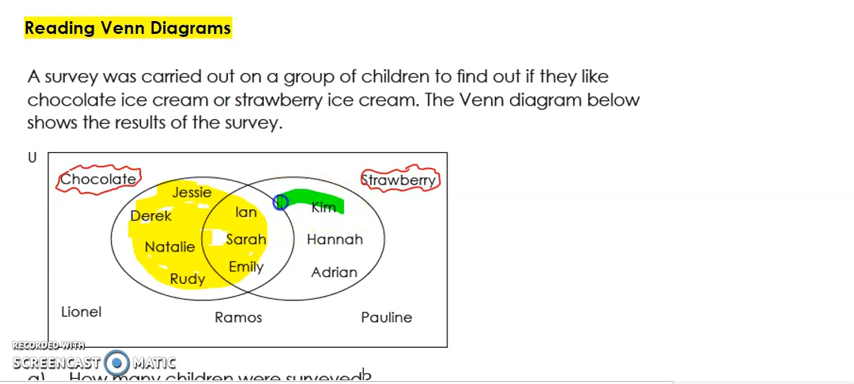 Reading Venn Diagrams
A survey was carried out on a group of children to find out if they like
chocolate ice cream or strawberry ice cream. The Venn diagram below
shows the results of the survey.
U
Chocolate
Strawberry
Jessie
Derek
Ian
Kim
Natalie
Sarah
Hannah
Rudy
Emily
Adrian
Lionel
Ramos
Pauline
RECORDED WITH
SCREENCAST MATIC
a) How many children were surveyed?